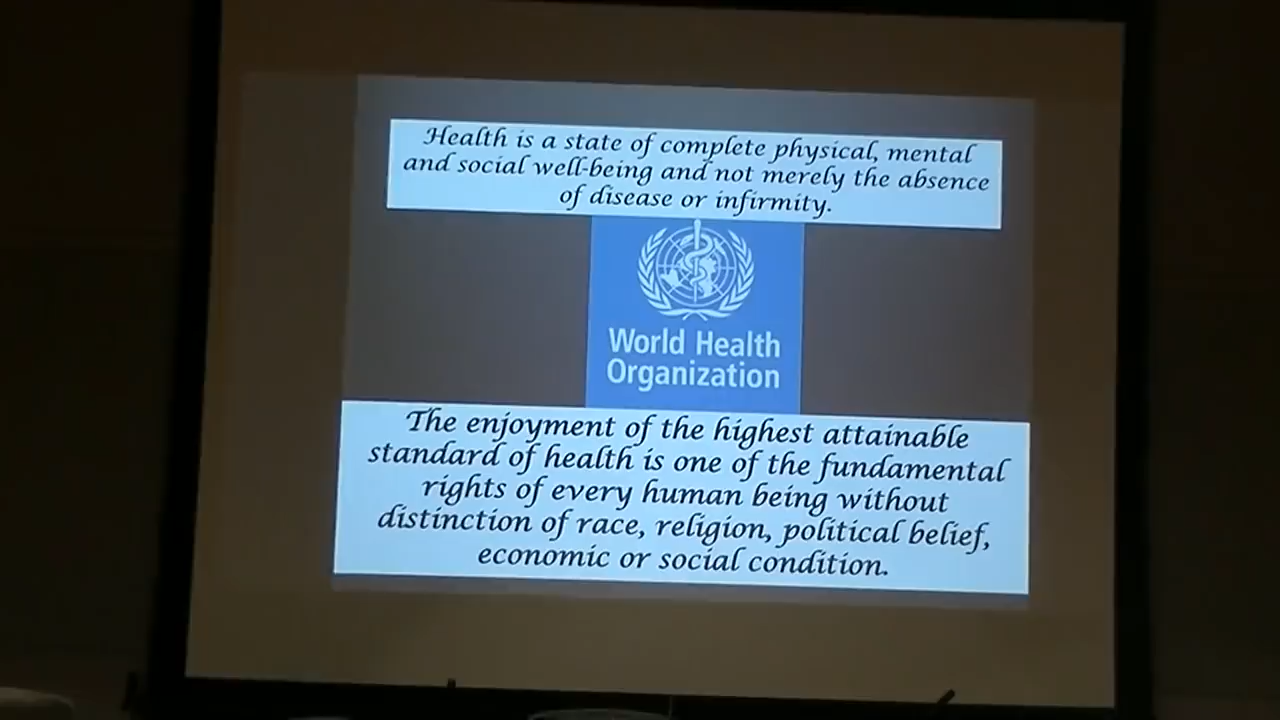 Health is a state of complete physical, mental
and social well-being and not merely the absence
of disease or infirmity.
World Health
Organization
The enjoyment of the highest attainable
standard of health is one of the fundamental
rights of every human being without
distinction of race, religion, political belief,
economic or social condition.